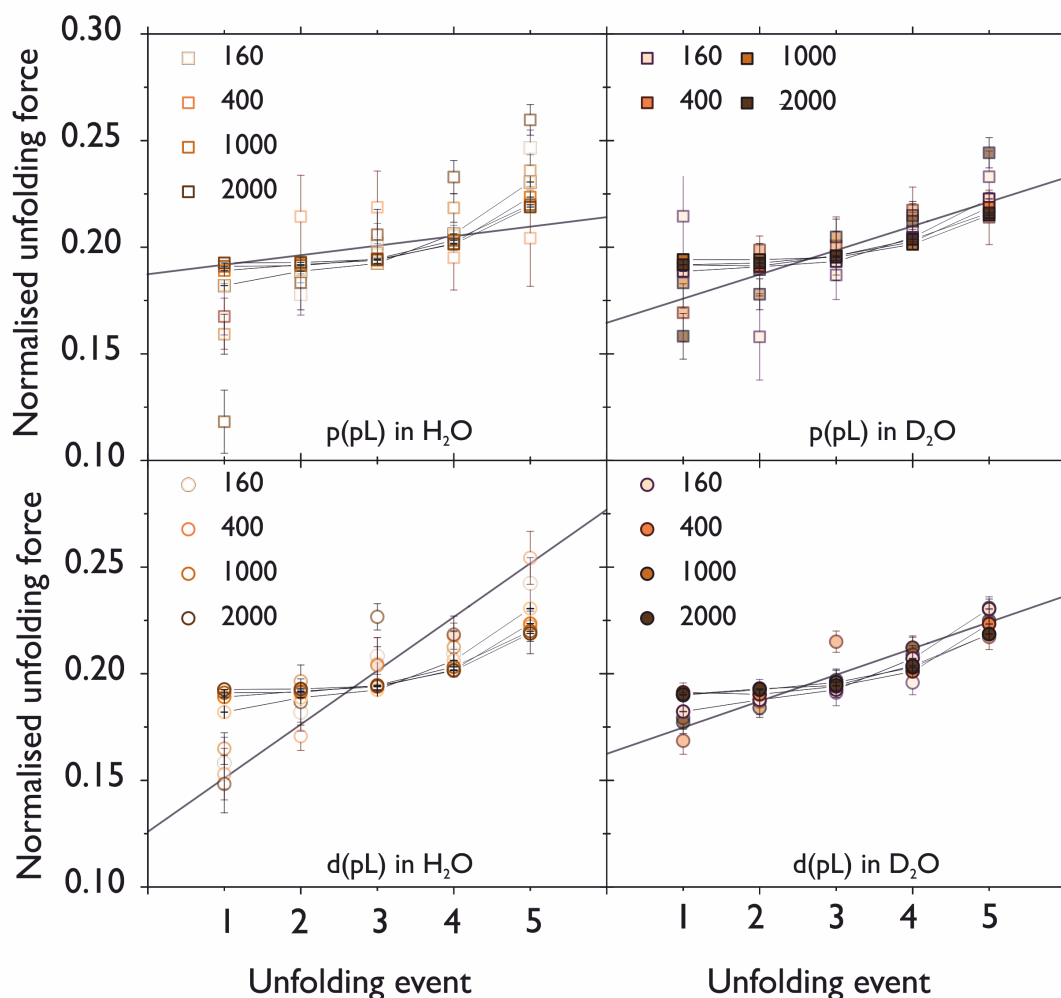 Normalised unfolding force
0.30
0.25
0.20
0.15
0.10
160
400
1000
2000
p(pL) in H₂O
160
1000
400
2000
p(pL) in D₂O
Normalised unfolding force
0.25
0.20
0.15
0.10
160
400
1000
2000
d(pL) in H₂O
160
400
1000
2000
d(pL) in D₂O
1 2 3 4 5
1 2 3 4 5
Unfolding event
Unfolding event